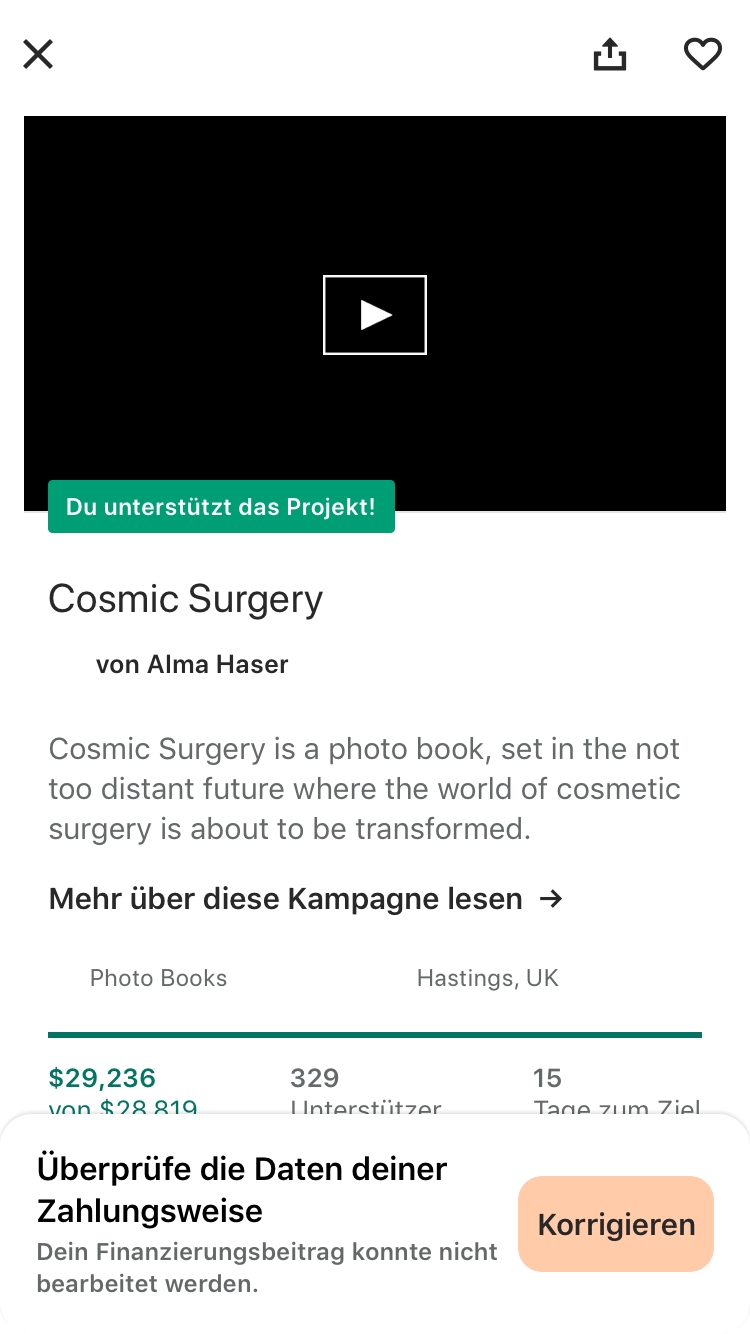 Du unterstützt das Projekt!
Cosmic Surgery
von Alma Haser
Cosmic Surgery is a photo book, set in the not
too distant future where the world of cosmetic
surgery is about to be transformed.
Mehr über diese Kampagne lesen →
Photo Books
Hastings, UK
$29,236
329
15
von $28,819
Unterstützer
Tage zum Ziel
Überprüfe die Daten deiner
Zahlungsweise
Dein Finanzierungsbeitrag konnte nicht
bearbeitet werden.
Korrigieren